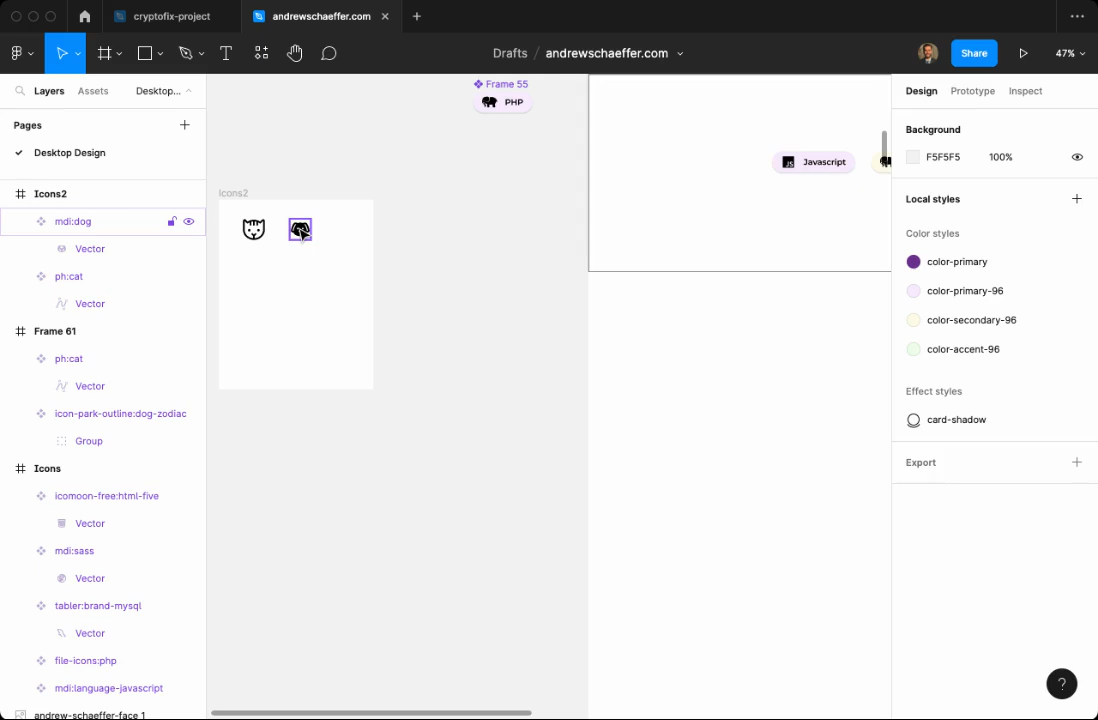 cryptofix-project
andrewschaeffer.com
Drafts / andrewschaeffer.com
Share
47%
Layers
Assets
Desktop...
Pages
Desktop Design
Icons2
mdi:dog
Vector
ph:cat
Vector
Frame 61
ph:cat
Vector
icon-park-outline:dog-zodiac
Group
Icons
icomoon-free:html-five
Vector
mdi:sass
Vector
tabler:brand-mysql
Vector
file-icons:php
mdi:language-javascript
andrew-schaeffer-face 1
Frame 55
PHP
Icons2
JS
Javascript
Design
Prototype
Inspect
Background
F5F5F5
100%
Local styles
Color styles
color-primary
color-primary-96
color-secondary-96
color-accent-96
Effect styles
card-shadow
Export
?